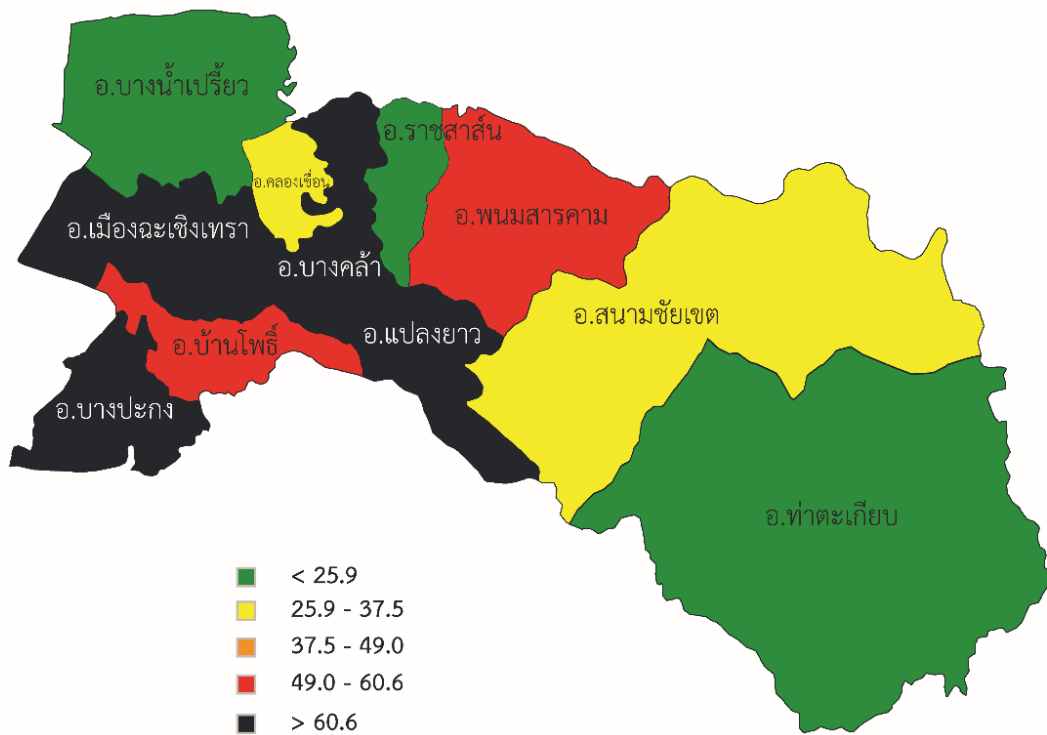 อ.บางน้ำเปรี้ยว
อ.ราชสาส์น
อ.คลองเขื่อน
อ.พนมสารคาม
อ.เมืองฉะเชิงเทรา
อ.บางคล้า
อ.สนามชัยเขต
อ.แปลงยาว
อ.บ้านโพธิ์
อ.บางปะกง
อ.ท่าตะเกียบ
< 25.9
25.9 - 37.5
37.5 - 49.0
49.0 - 60.6
> 60.6